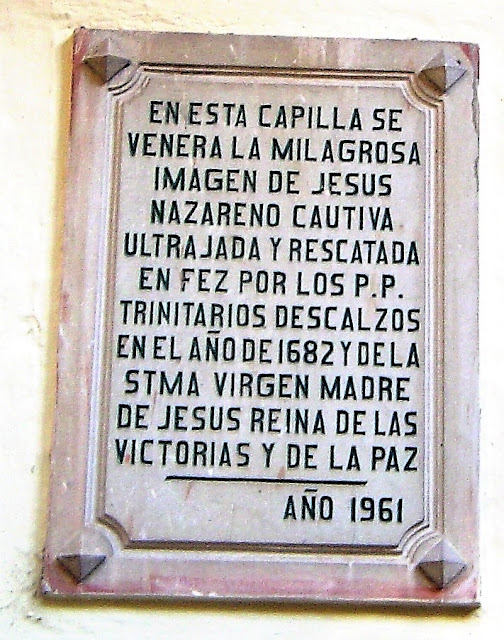 EN ESTA CAPILLA SE
VENERA LA MILAGROSA
IMAGEN DE JESUS
NAZARENO CAUTIVA
ULTRAJADA Y RESCATADA
EN FEZ POR LOS P.P.
TRINITARIOS DESCALZOS
EN EL AÑO DE 1682 Y DE LA
STMA VIRGEN MADRE
DE JESUS REINA DE LAS
VICTORIAS Y DE LA PAZ
AÑO 1961